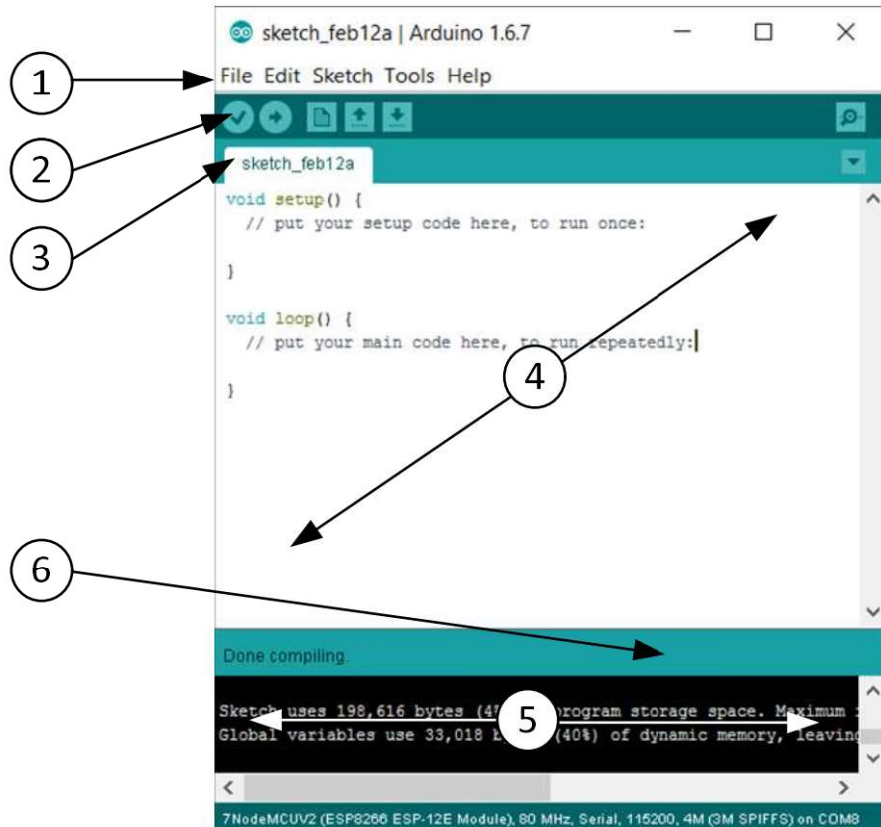 sketch_feb12a | Arduino 1.6.7
1
File Edit Sketch Tools Help
2
3
sketch_feb12a
void setup() {
// put your setup code here, to run once:
}
void loop() {
// put your main code here, to run repeatedly:
4
}
6
Done compiling.
Sketch uses 198,616 bytes (4% program storage space. Maximum
5
Global variables use 33,018 (40%) of dynamic memory, leaving
7NodeMCUV2 (ESP8266 ESP-12E Module), 80 MHz, Serial, 115200, 4M (3M SPIFFS) on COM8